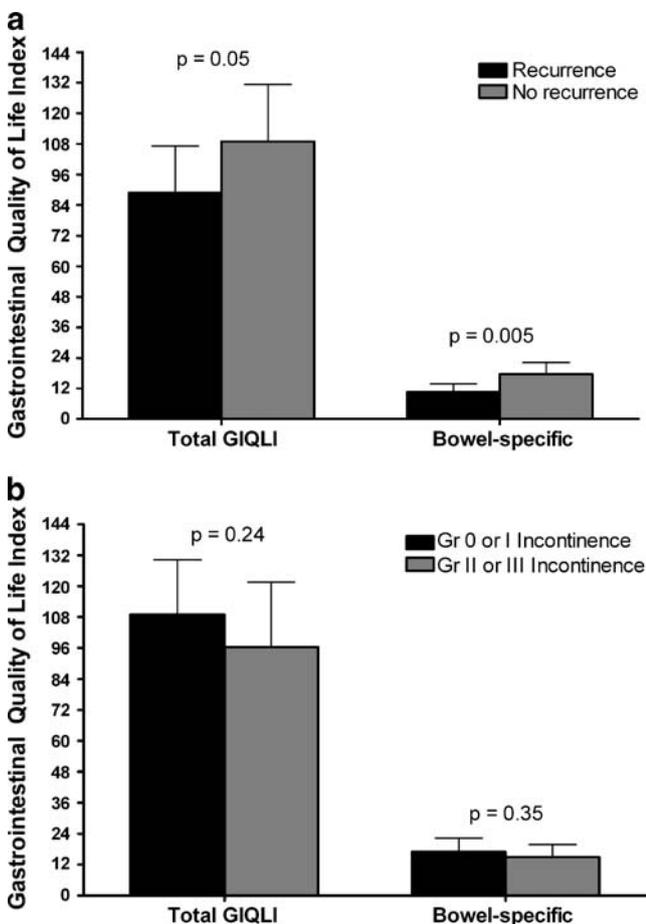 a
Gastrointestinal Quality of Life Index
144
132
120
108
96
84
72
60
48
36
24
12
0
p = 0.05
Recurrence
No recurrence
p = 0.005
Total GIQLI
Bowel-specific
b
Gastrointestinal Quality of Life Index
144
132
120
108
96
84
72
60
48
36
24
12
0
p = 0.24
Gr 0 or I Incontinence
Gr II or III Incontinence
p = 0.35
Total GIQLI
Bowel-specific